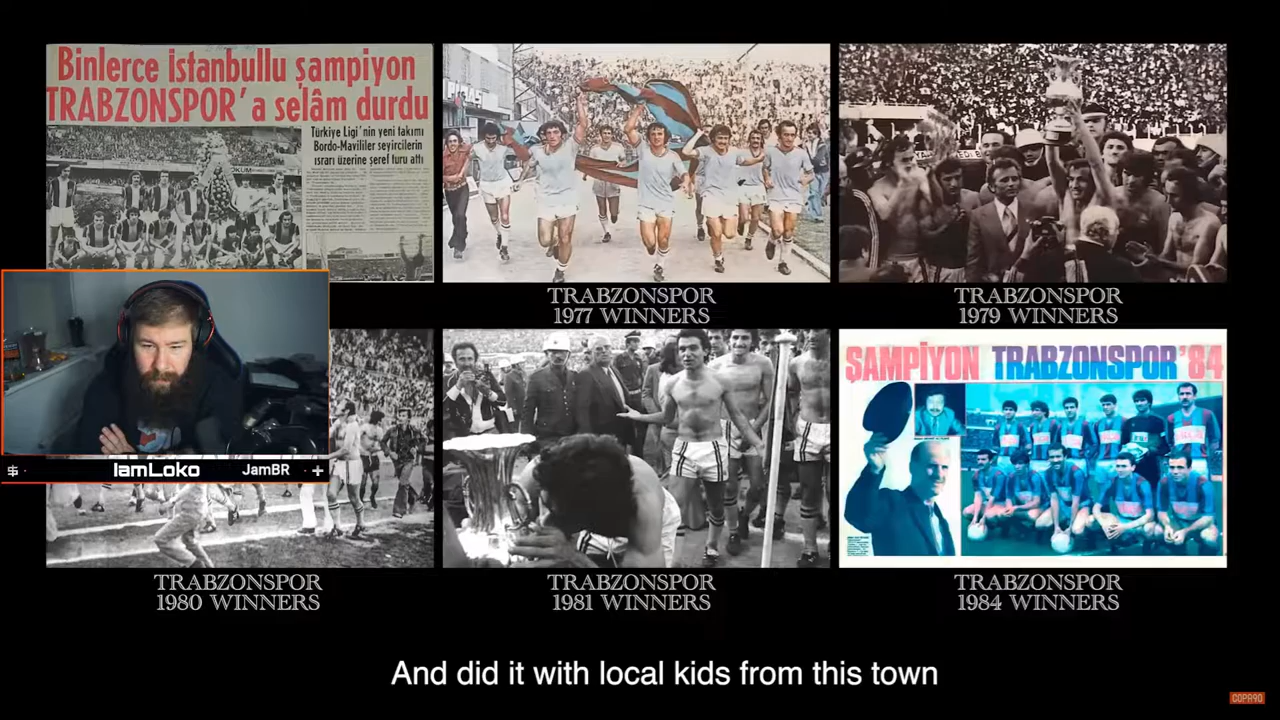 Binlerce İstanbullu şampiyon
TRABZONSPOR'a selâm durdu
Türkiye Ligi'nin yeni takımı
Bordo-Mavililer seyircilerin
ısrarı üzerine şeref turu attı
TRABZONSPOR
1977 WINNERS
TRABZONSPOR
1979 WINNERS
IamLoko
JamBR
ŞAMPİYON TRABZONSPOR'84
TRABZONSPOR
1980 WINNERS
TRABZONSPOR
1981 WINNERS
TRABZONSPOR
1984 WINNERS
And did it with local kids from this town
COPA90